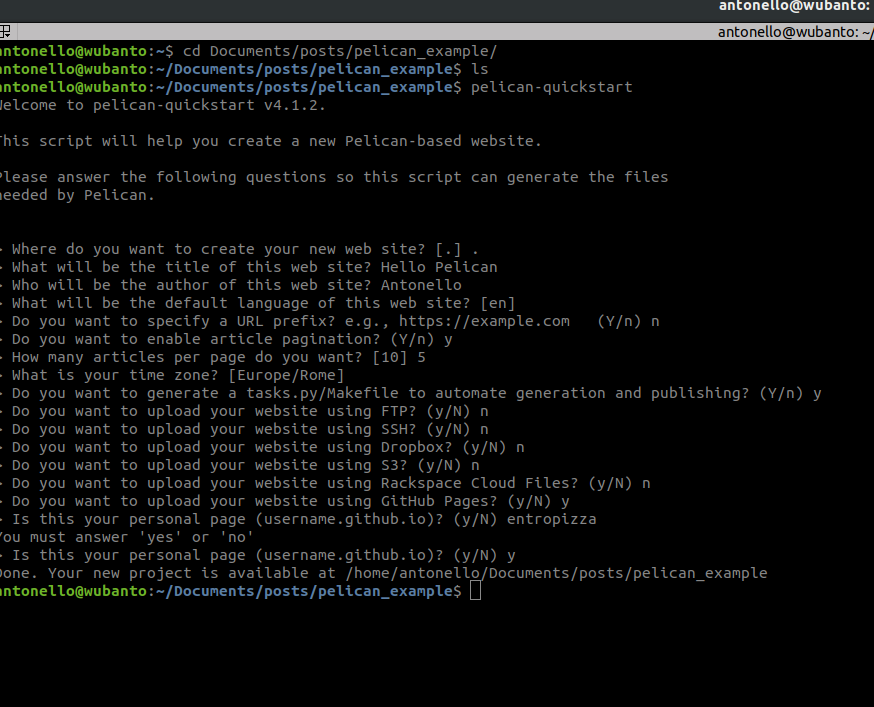 antonello@wubanto:
antonello@wubanto: ~/
antonello@wubanto:~$ cd Documents/posts/pelican_example/
antonello@wubanto:~/Documents/posts/pelican_example$ ls
antonello@wubanto:~/Documents/posts/pelican_example$ pelican-quickstart
Welcome to pelican-quickstart v4.1.2.
This script will help you create a new Pelican-based website.
Please answer the following questions so this script can generate the files
needed by Pelican.
> Where do you want to create your new web site? [.] .
> What will be the title of this web site? Hello Pelican
> Who will be the author of this web site? Antonello
> What will be the default language of this web site? [en]
> Do you want to specify a URL prefix? e.g., https://example.com   (Y/n) n
> Do you want to enable article pagination? (Y/n) y
> How many articles per page do you want? [10] 5
> What is your time zone? [Europe/Rome]
> Do you want to generate a tasks.py/Makefile to automate generation and publishing? (Y/n) y
> Do you want to upload your website using FTP? (y/N) n
> Do you want to upload your website using SSH? (y/N) n
> Do you want to upload your website using Dropbox? (y/N) n
> Do you want to upload your website using S3? (y/N) n
> Do you want to upload your website using Rackspace Cloud Files? (y/N) n
> Do you want to upload your website using GitHub Pages? (y/N) y
> Is this your personal page (username.github.io)? (y/N) entropizza
You must answer 'yes' or 'no'
> Is this your personal page (username.github.io)? (y/N) y
Done. Your new project is available at /home/antonello/Documents/posts/pelican_example
antonello@wubanto:~/Documents/posts/pelican_example$